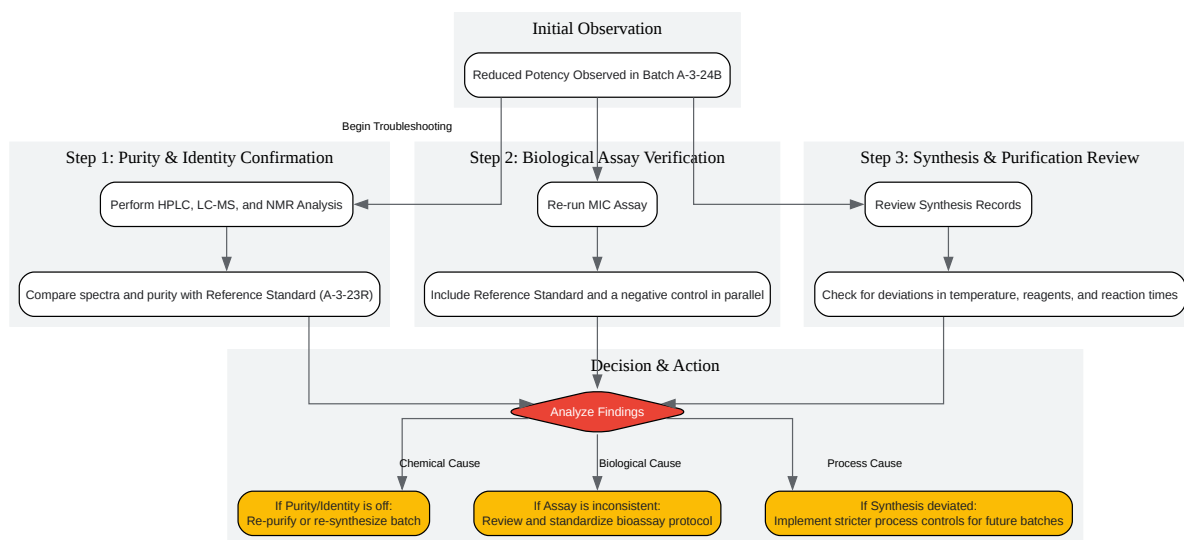 Initial Observation
Reduced Potency Observed in Batch A-3-24B
Begin Troubleshooting
Step 1: Purity & Identity Confirmation
Step 2: Biological Assay Verification
Step 3: Synthesis & Purification Review
Perform HPLC, LC-MS, and NMR Analysis
Re-run MIC Assay
Review Synthesis Records
Compare spectra and purity with Reference Standard (A-3-23R)
Include Reference Standard and a negative control in parallel
Check for deviations in temperature, reagents, and reaction times
Decision & Action
Analyze Findings
Chemical Cause
Biological Cause
Process Cause
If Purity/Identity is off:
Re-purify or re-synthesize batch
If Assay is inconsistent:
Review and standardize bioassay protocol
If Synthesis deviated:
Implement stricter process controls for future batches